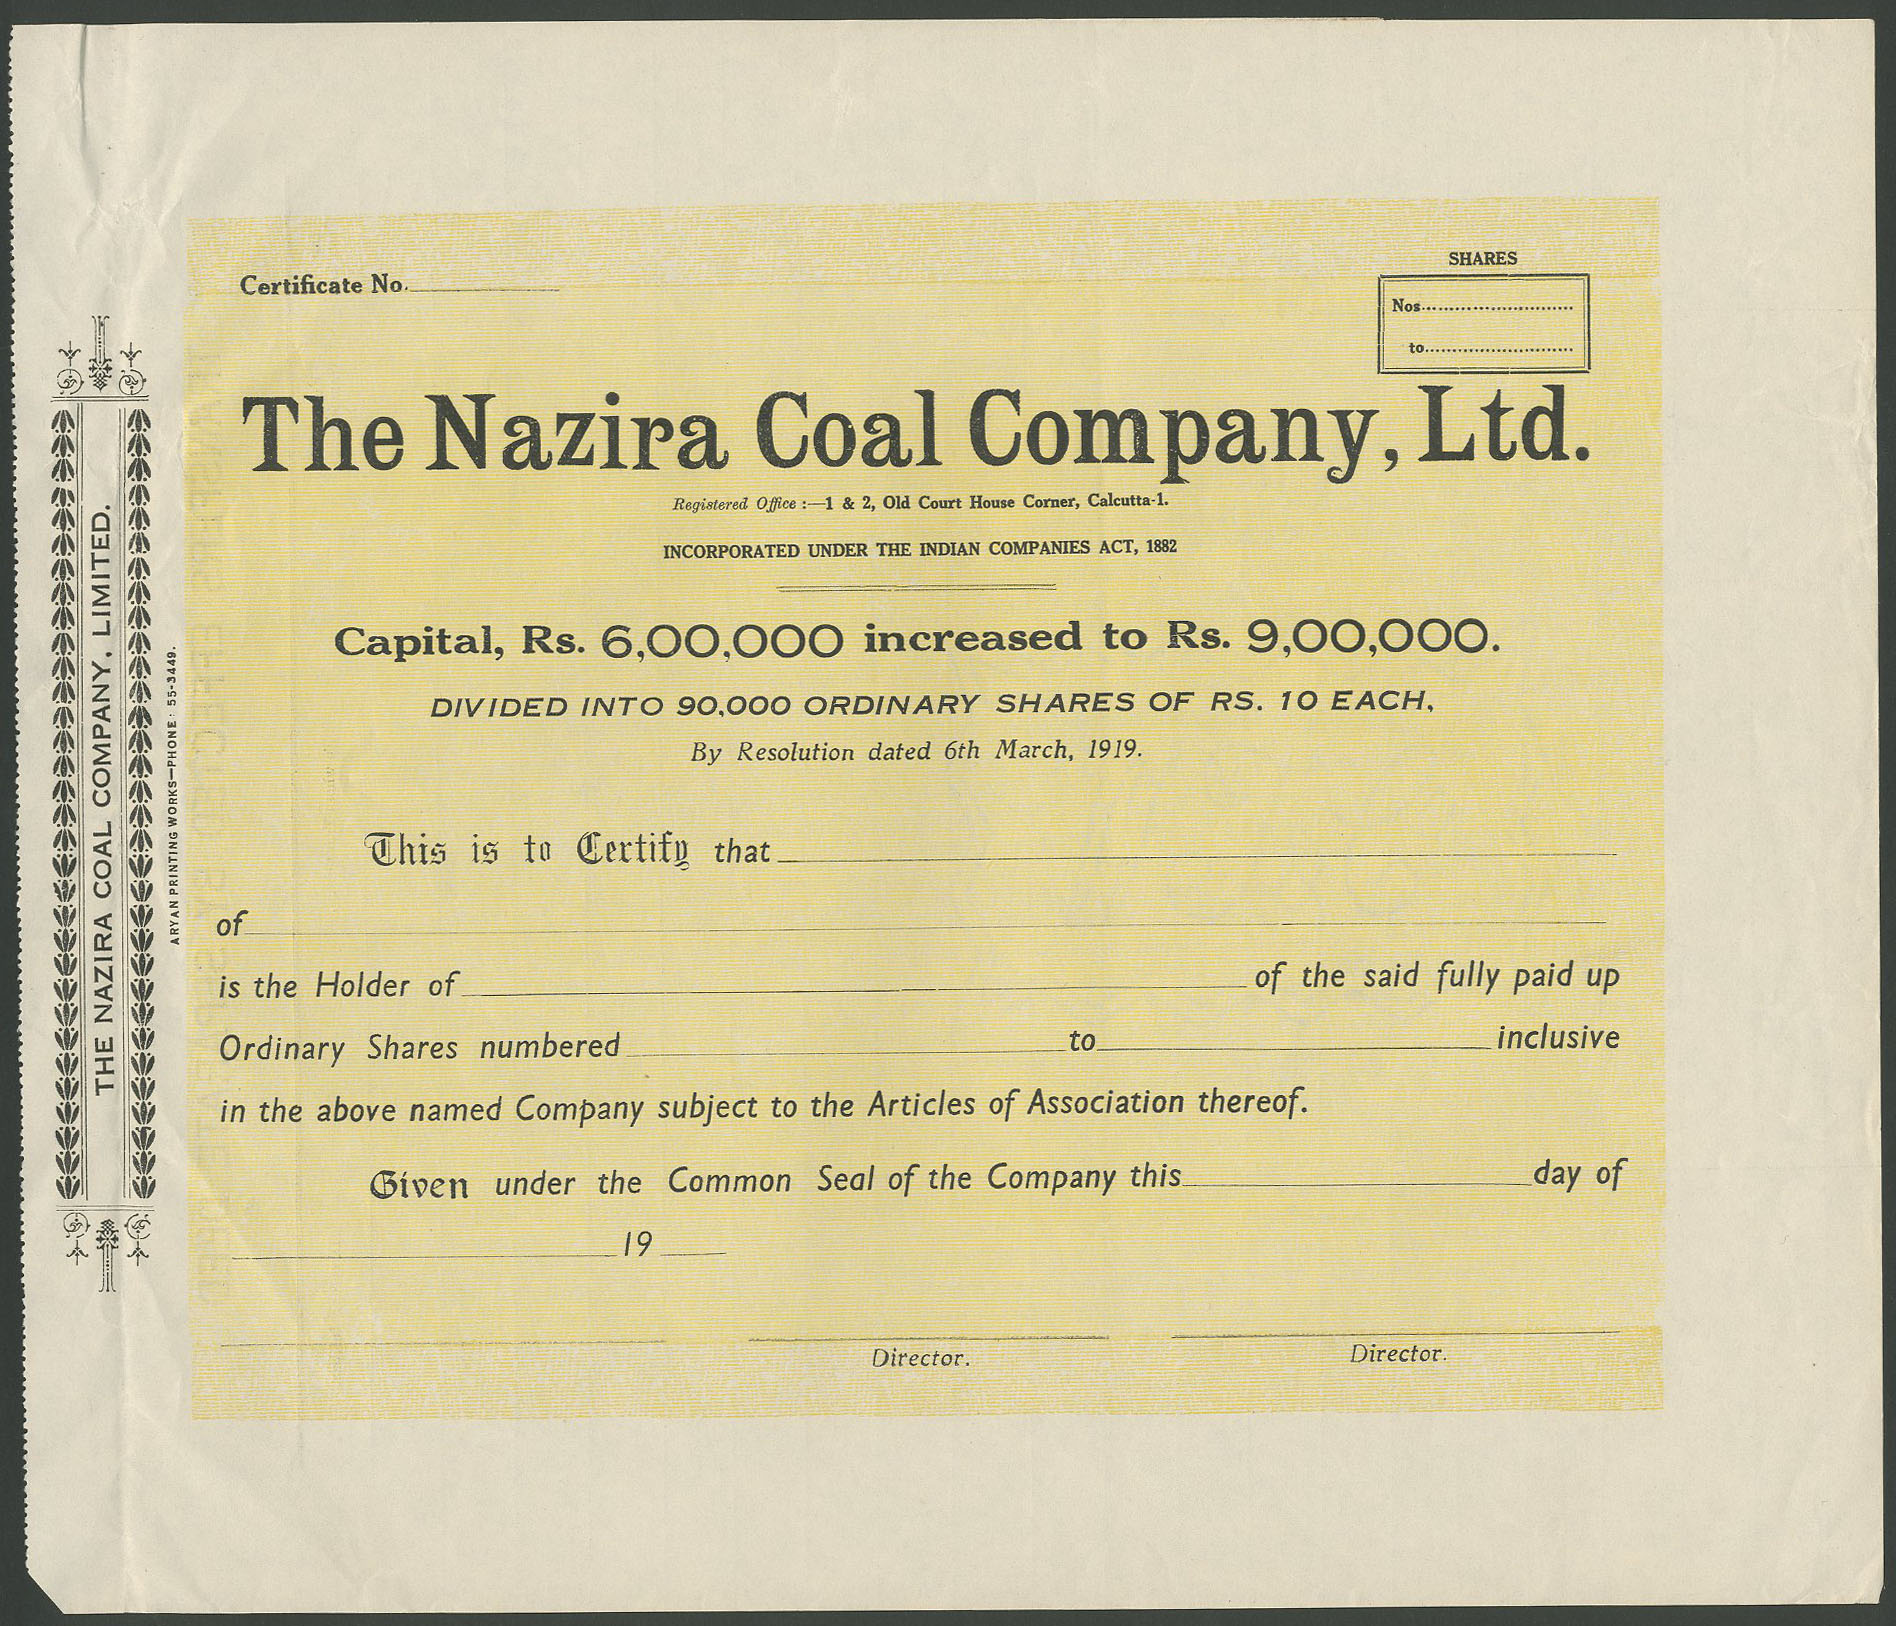 Certificate No.
SHARES
Nos.
to
The Nazira Coal Company, Ltd.
Registered Office :—1 & 2, Old Court House Corner, Calcutta-1.
INCORPORATED UNDER THE INDIAN COMPANIES ACT, 1882
Capital, Rs. 6,00,000 increased to Rs. 9,00,000.
DIVIDED INTO 90,000 ORDINARY SHARES OF RS. 10 EACH,
By Resolution dated 6th March, 1919.
This is to Certify that
of
is the Holder of of the said fully paid up
Ordinary Shares numbered to inclusive
in the above named Company subject to the Articles of Association thereof.
Given under the Common Seal of the Company this day of
19
Director. Director.
THE NAZIRA COAL COMPANY, LIMITED.
ARYAN PRINTING WORKS—PHONE: 55-3449.